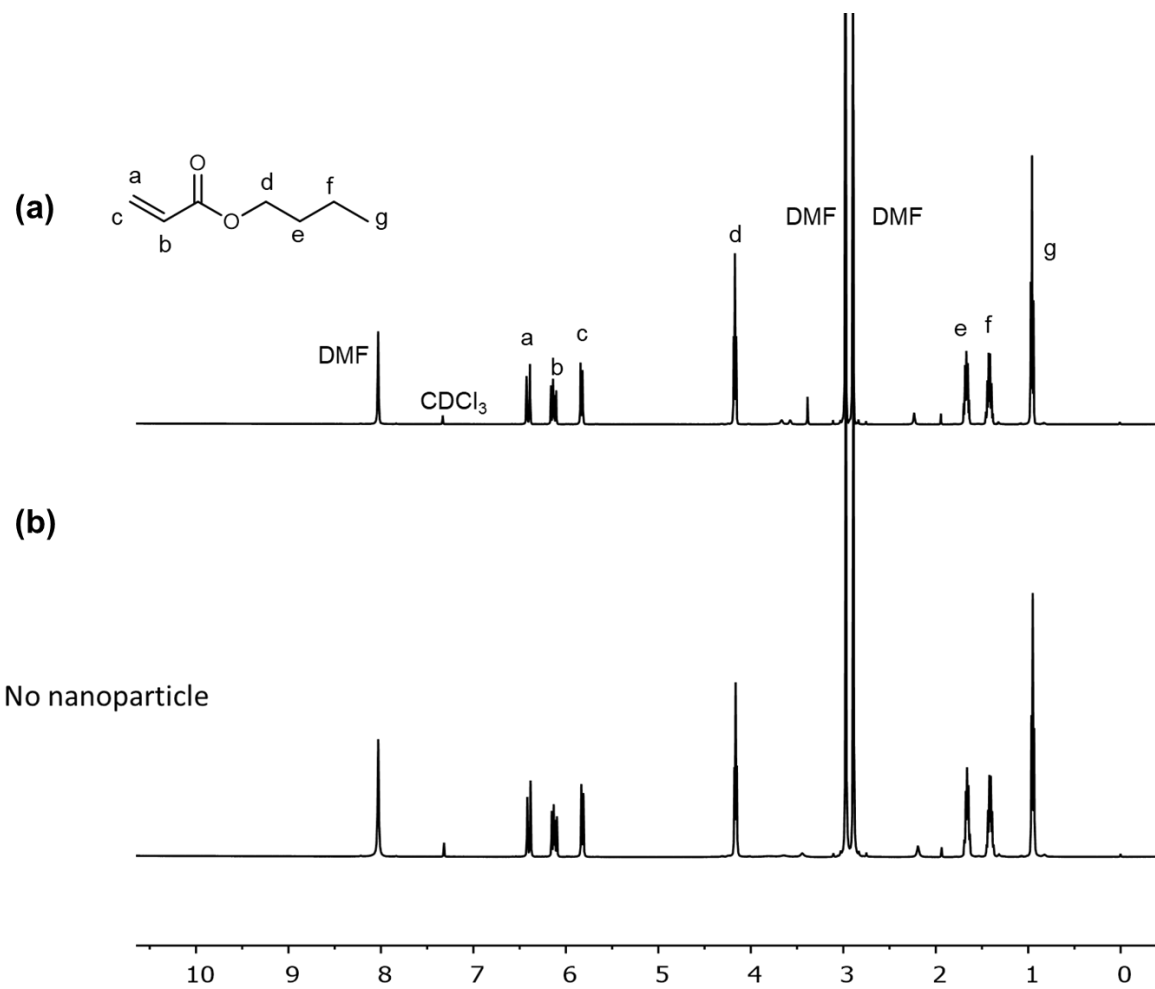 (a)
a
O
c
b
O
d
e
f
g
DMF
CDCl₃
a
b
c
d
DMF
DMF
e
f
g
(b)
No nanoparticle
10 9 8 7 6 5 4 3 2 1 0